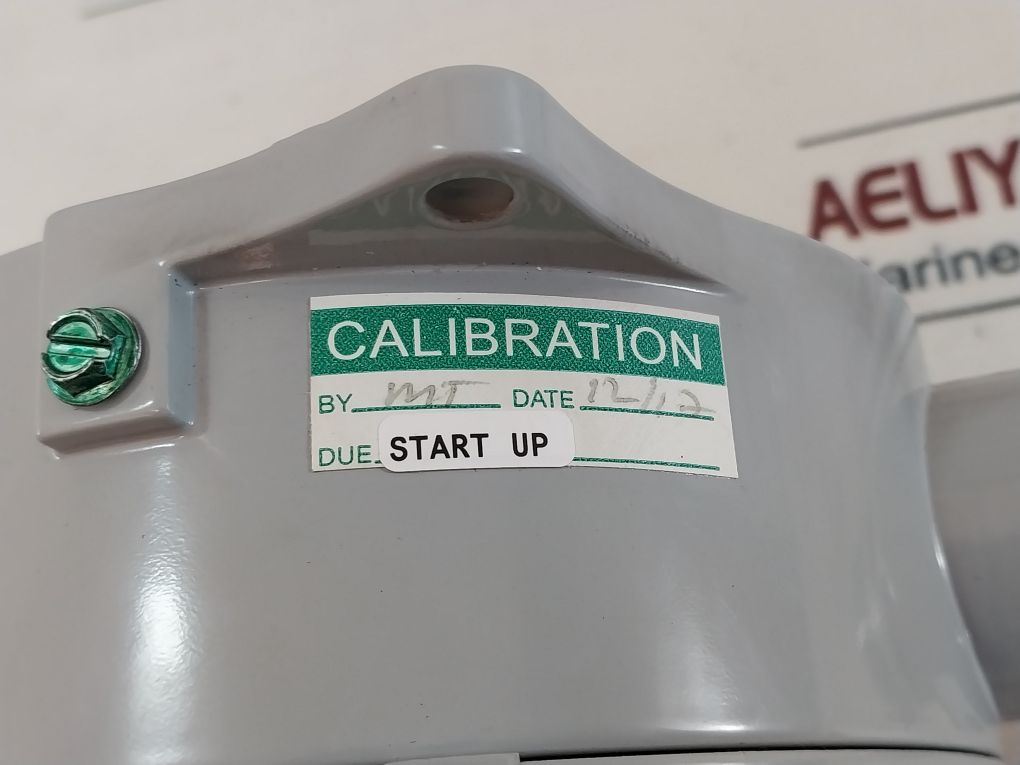 AELIY
arine
CALIBRATION
BY MT DATE 12/12
DUE START UP